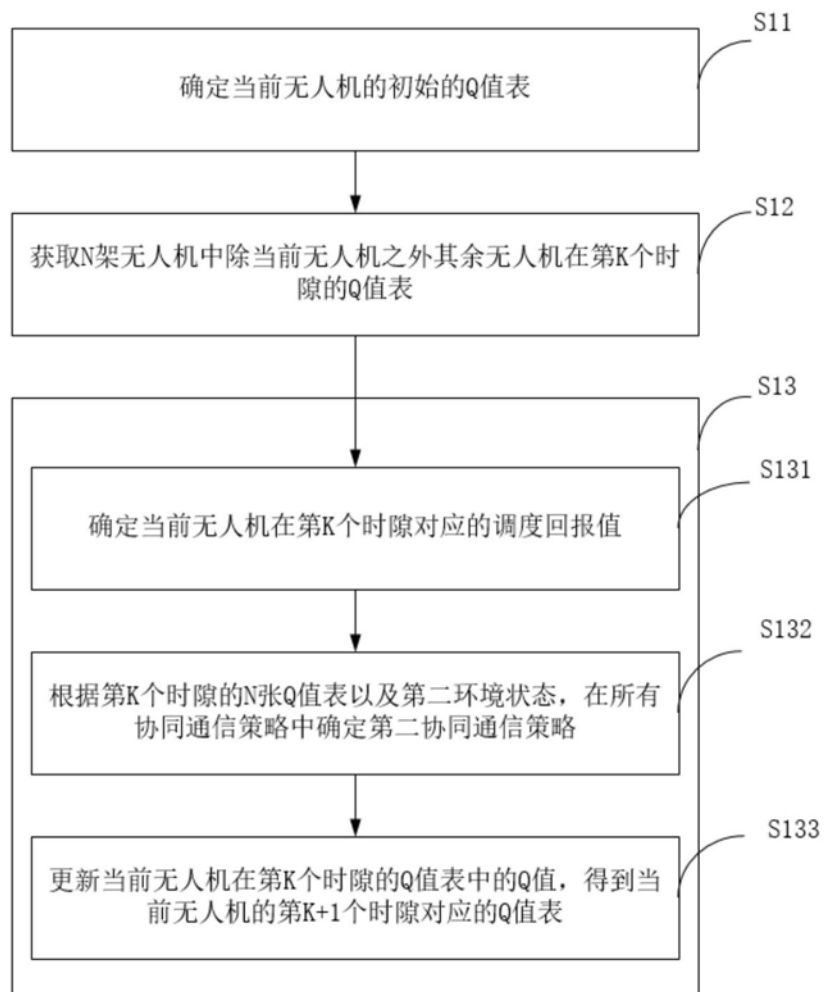 S11
确定当前无人机的初始的Q值表
S12
获取N架无人机中除当前无人机之外其余无人机在第K个时
隙的Q值表
S13
S131
确定当前无人机在第K个时隙对应的调度回报值
S132
根据第K个时隙的N张Q值表以及第二环境状态，在所有
协同通信策略中确定第二协同通信策略
S133
更新当前无人机在第K个时隙的Q值表中的Q值，得到当
前无人机的第K+1个时隙对应的Q值表